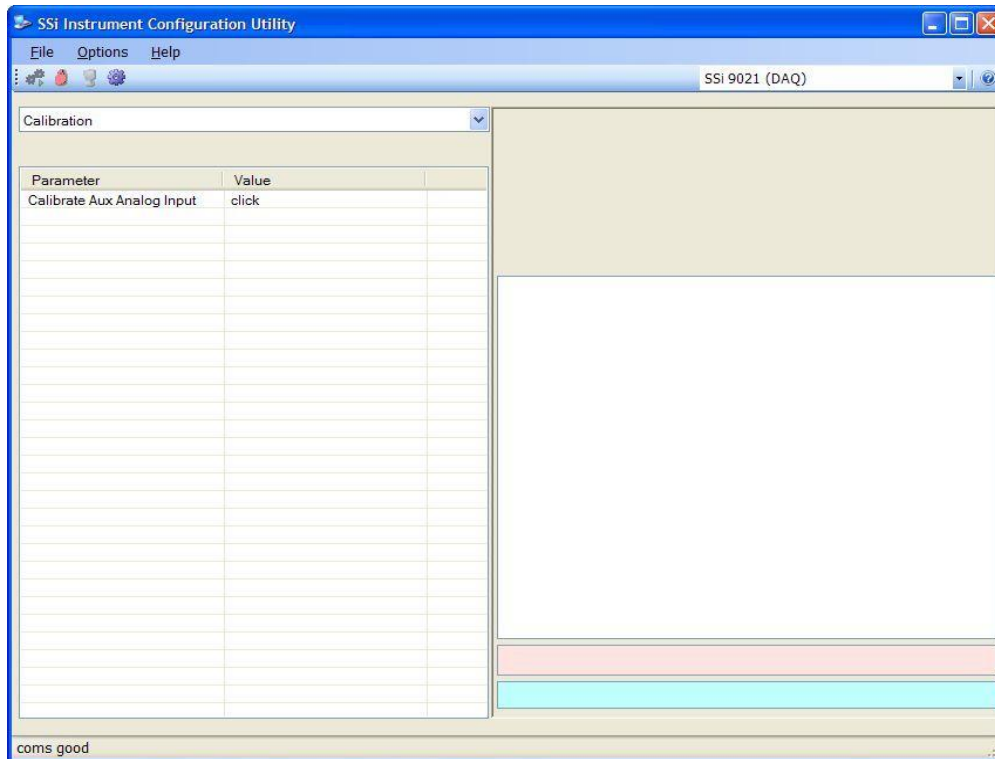 SSi Instrument Configuration Utility
File Options Help
SSi 9021 (DAQ)
Calibration
Parameter Value
Calibrate Aux Analog Input click
coms good